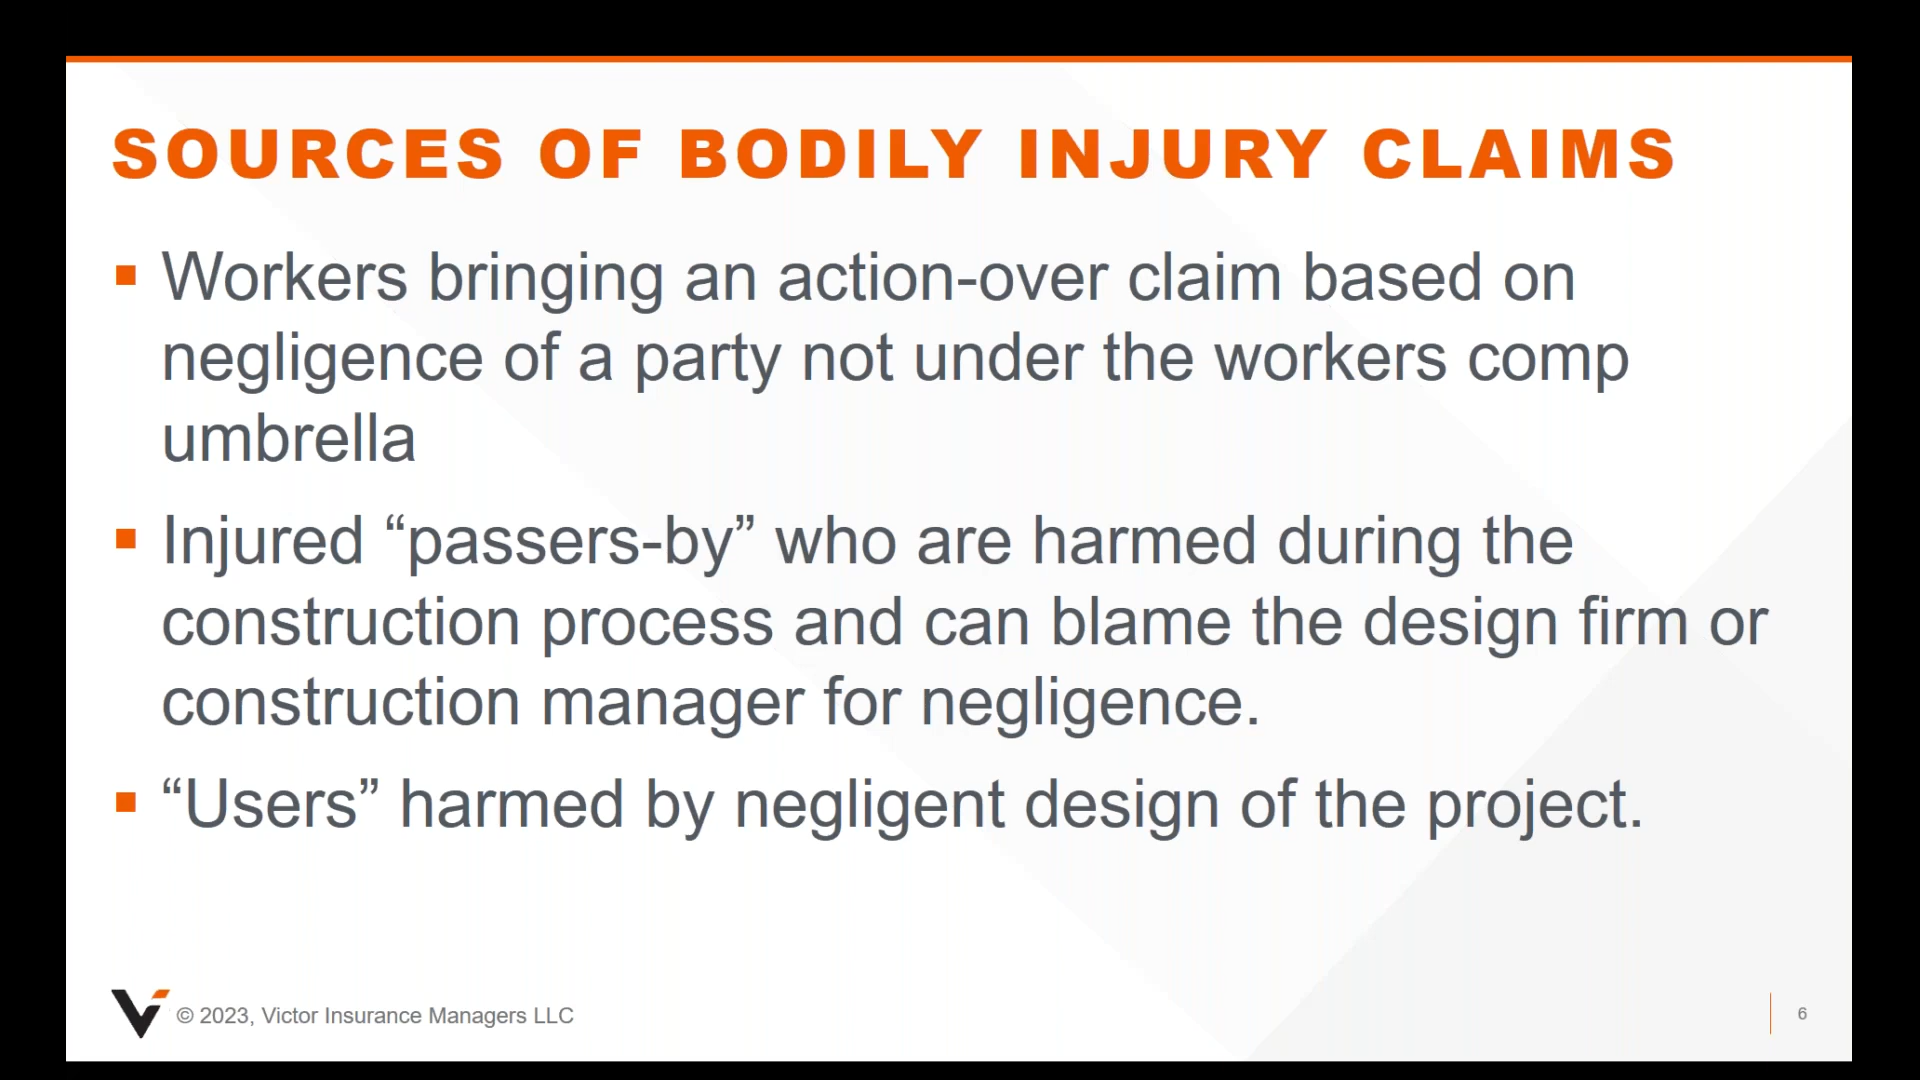 SOURCES OF BODILY INJURY CLAIMS
▪ Workers bringing an action-over claim based on
negligence of a party not under the workers comp
umbrella
▪ Injured “passers-by” who are harmed during the
construction process and can blame the design firm or
construction manager for negligence.
▪ “Users” harmed by negligent design of the project.
© 2023, Victor Insurance Managers LLC
6